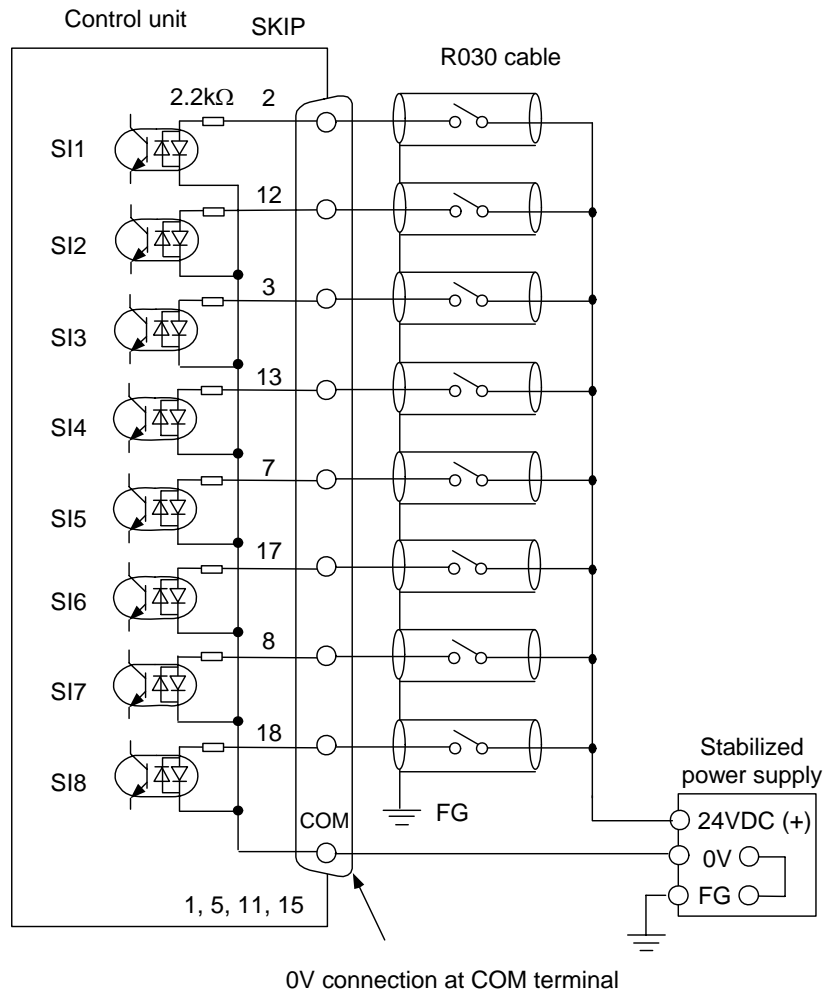 Control unit
SKIP
R030 cable
2.2kΩ
2
SI1
12
SI2
3
SI3
13
SI4
7
SI5
17
SI6
8
SI7
18
SI8
COM
FG
Stabilized
power supply
24VDC (+)
0V
FG
1, 5, 11, 15
0V connection at COM terminal